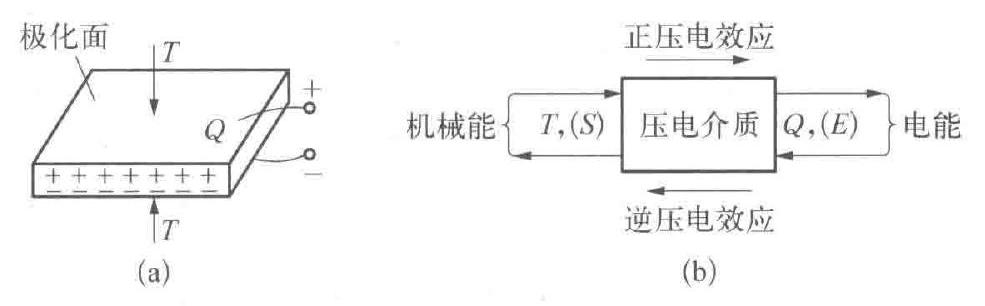 极化面
T
+
Q
−
+ + + + + + +
− − − − − − −
T
(a)
正压电效应
机械能 T,(S) 压电介质 Q,(E) 电能
逆压电效应
(b)